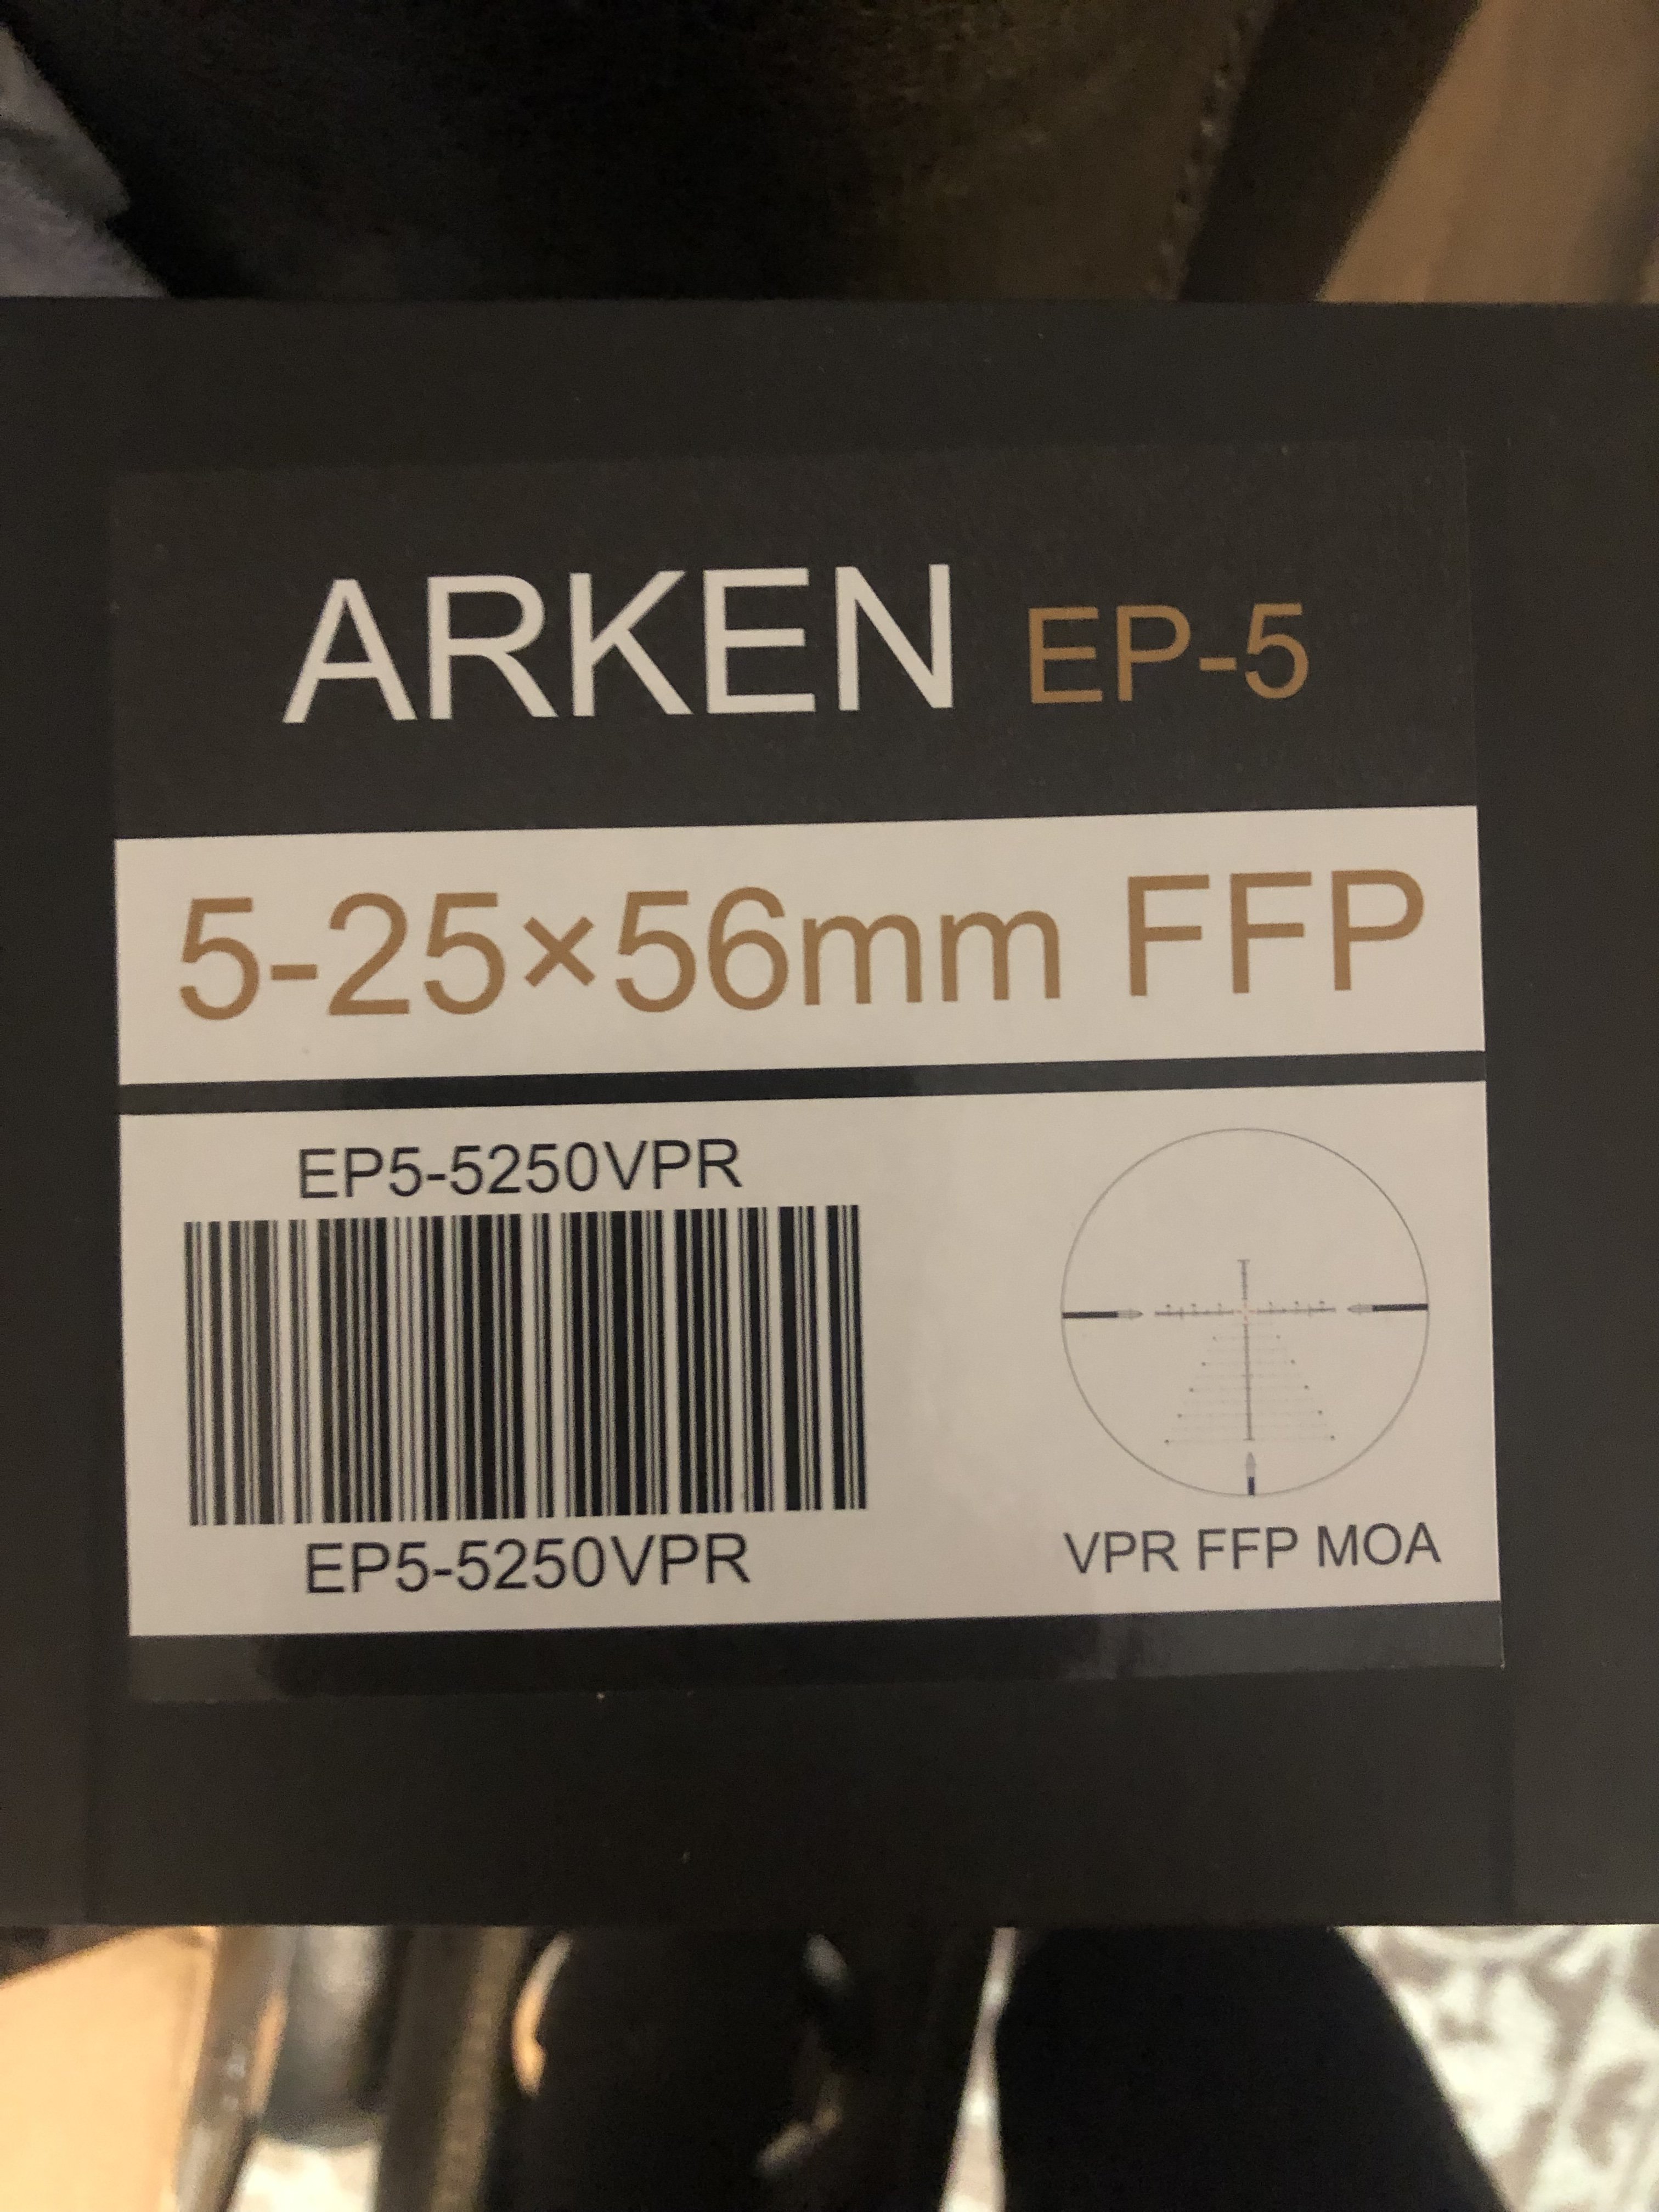 ARKEN EP-5
5-25×56mm FFP
EP5-5250VPR
EP5-5250VPR
VPR FFP MOA